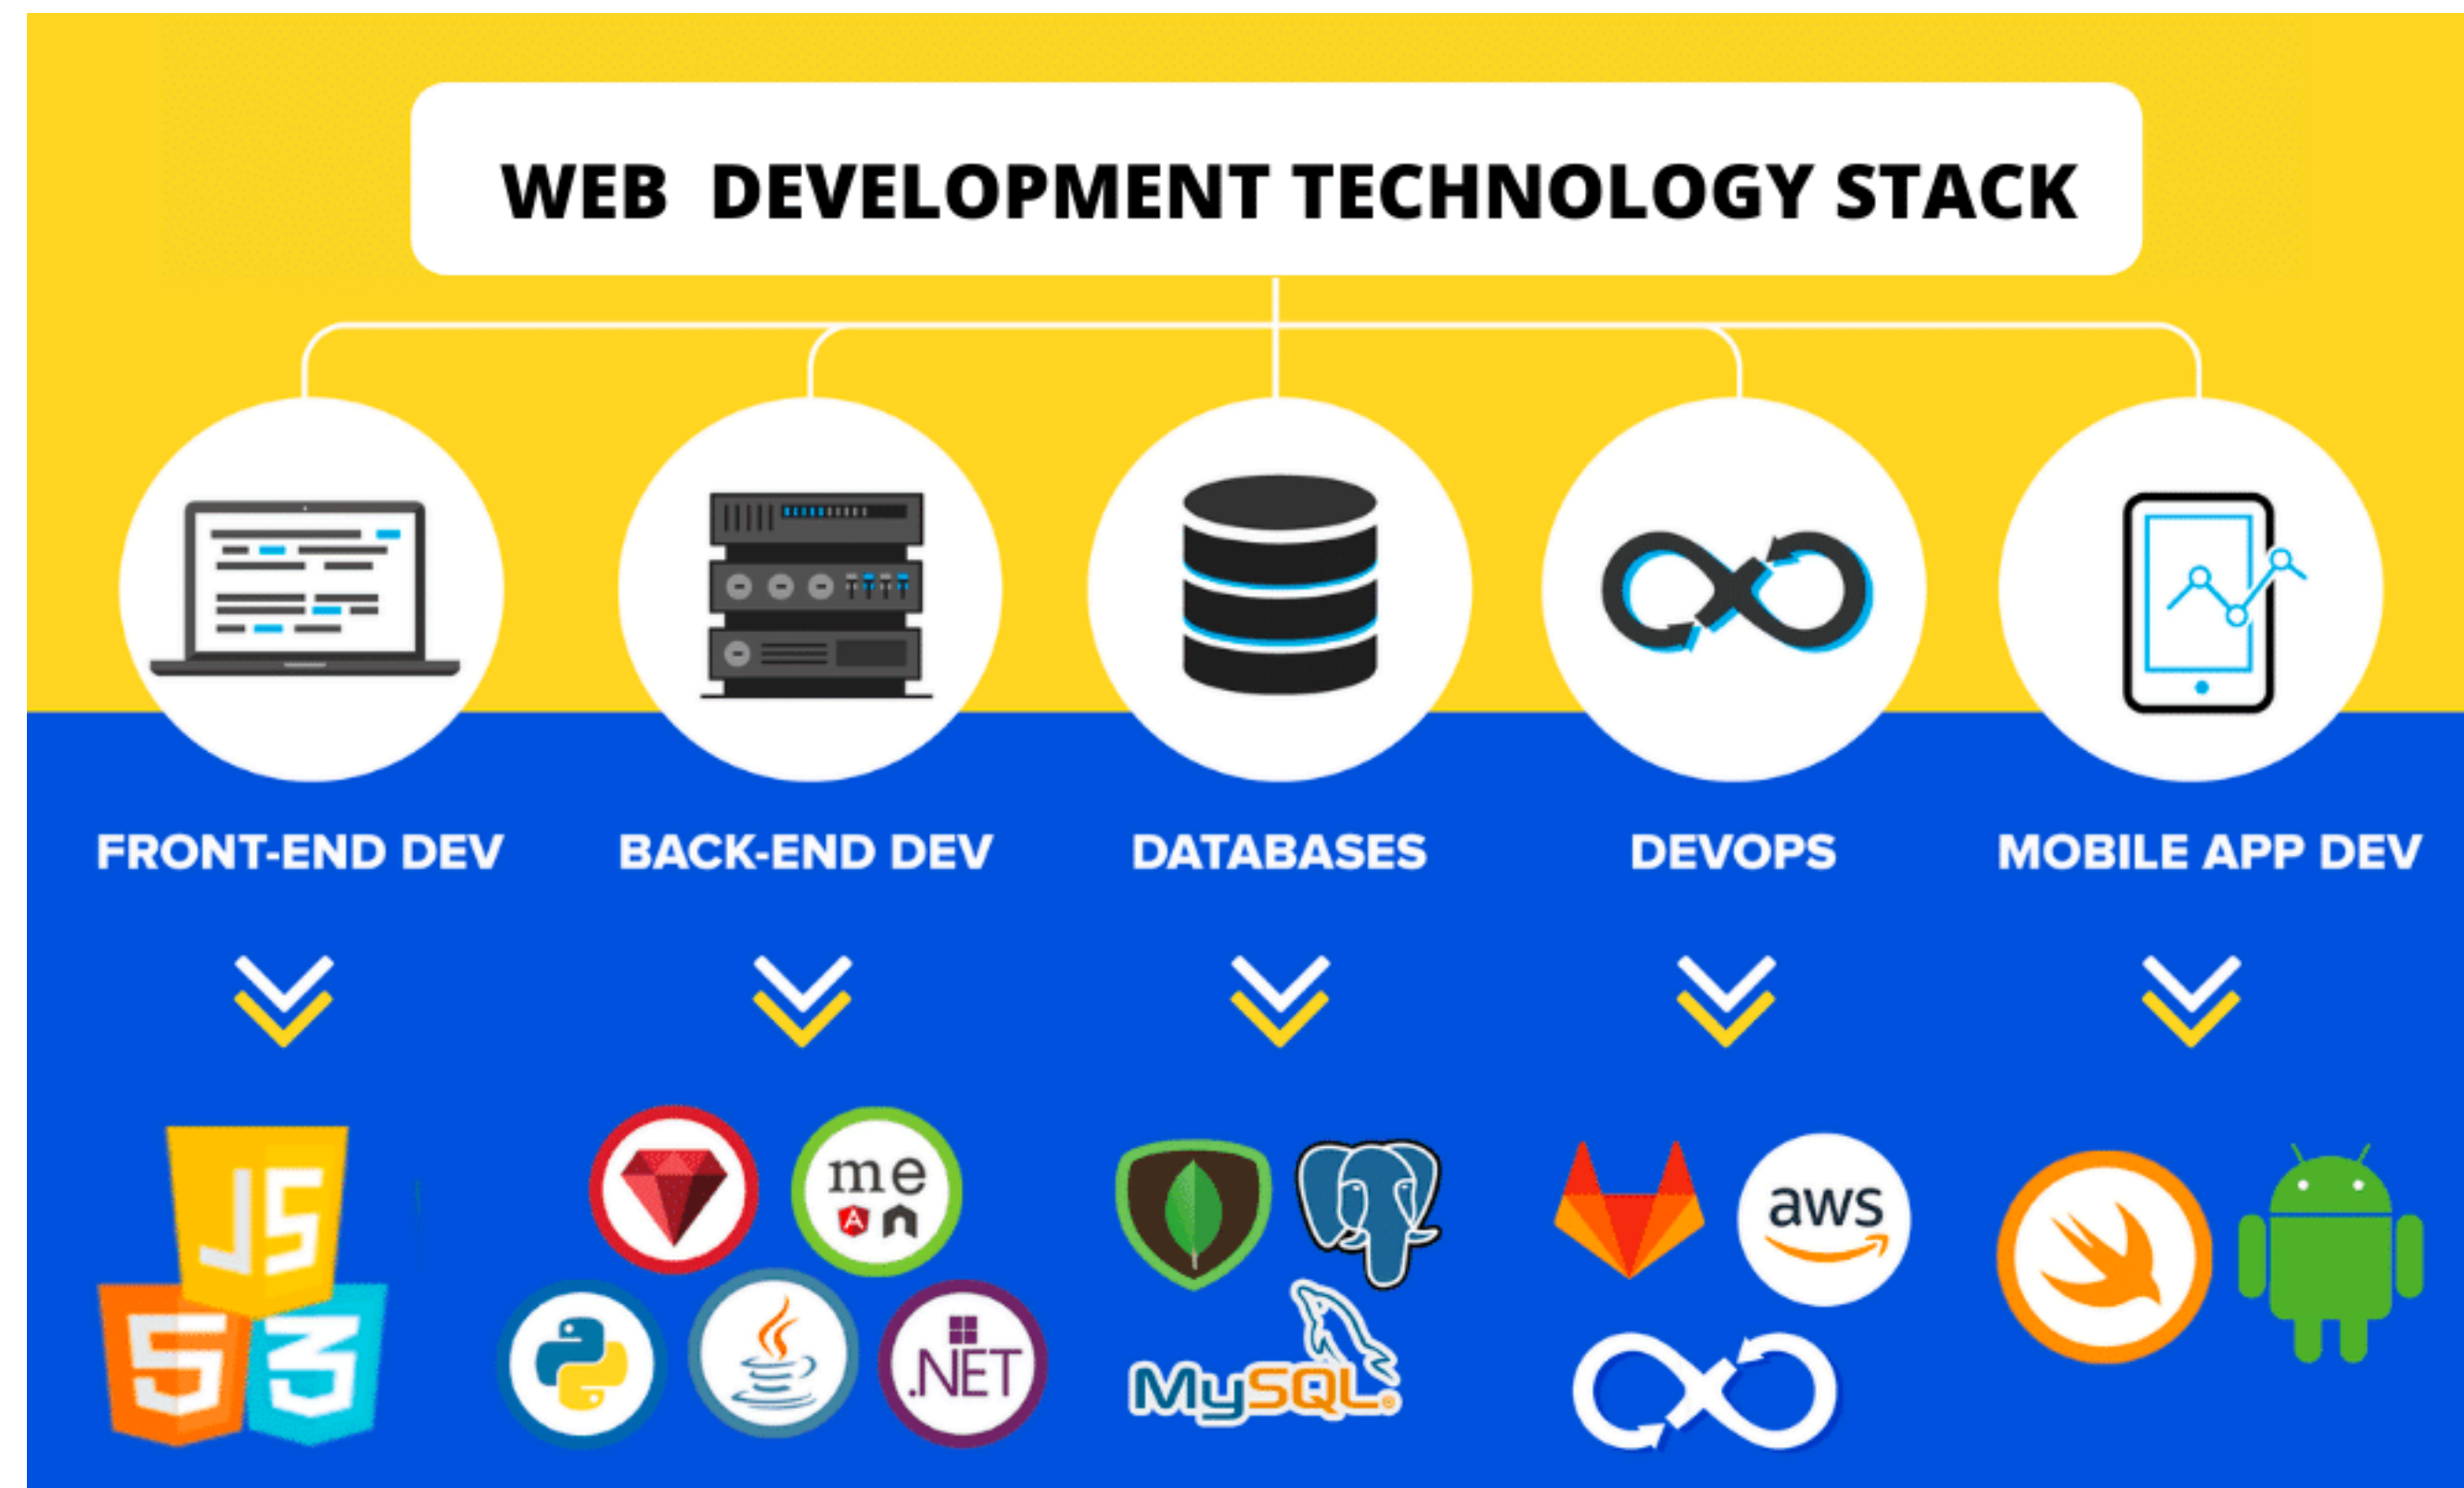 WEB DEVELOPMENT TECHNOLOGY STACK
FRONT-END DEV
BACK-END DEV
DATABASES
DEVOPS
MOBILE APP DEV
JS
5
3
me
A n
.NET
MySQL
aws